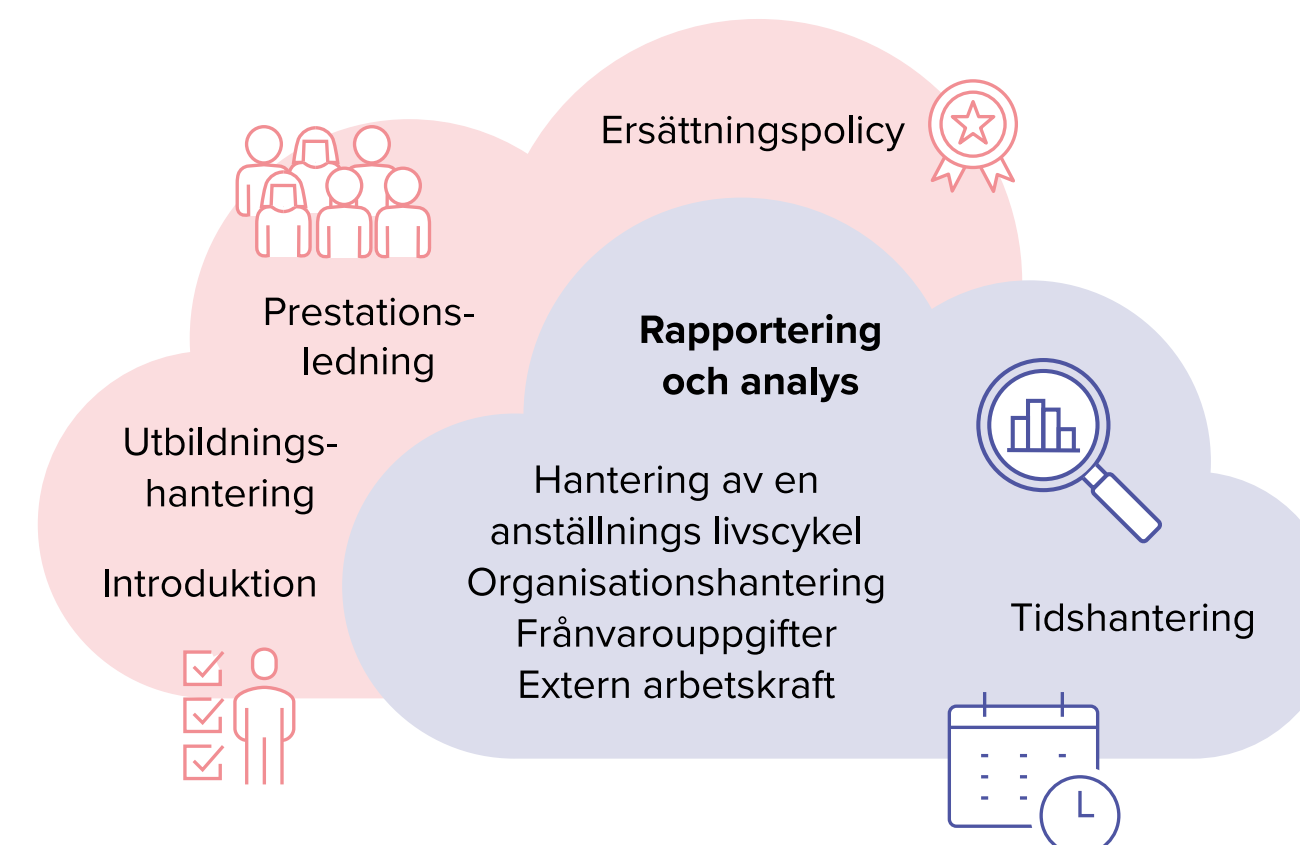 Ersättningspolicy
Prestations-
ledning
Utbildnings-
hantering
Introduktion
Rapportering
och analys
Hantering av en
anställnings livscykel
Organisationshantering
Frånvarouppgifter
Extern arbetskraft
Tidshantering